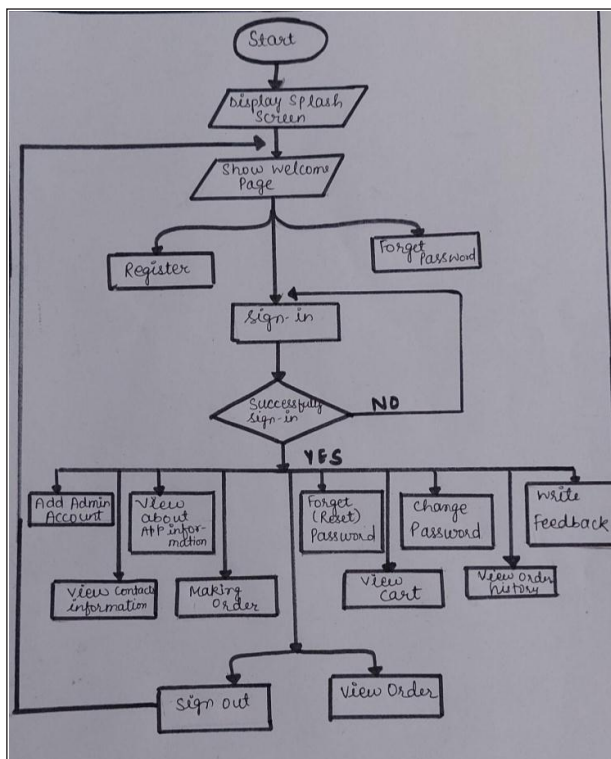 Start
Display Splash
Screen
Show Welcome
Page
Register
Forget
Password
Sign-in
Successfully
sign-in
NO
YES
Add Admin
Account
View
about
APP infor-
mation
Forget
(Reset)
Password
Change
Password
Write
Feedback
View Contact
information
Making
Order
View
Cart
View Order
history
Sign out
View Order